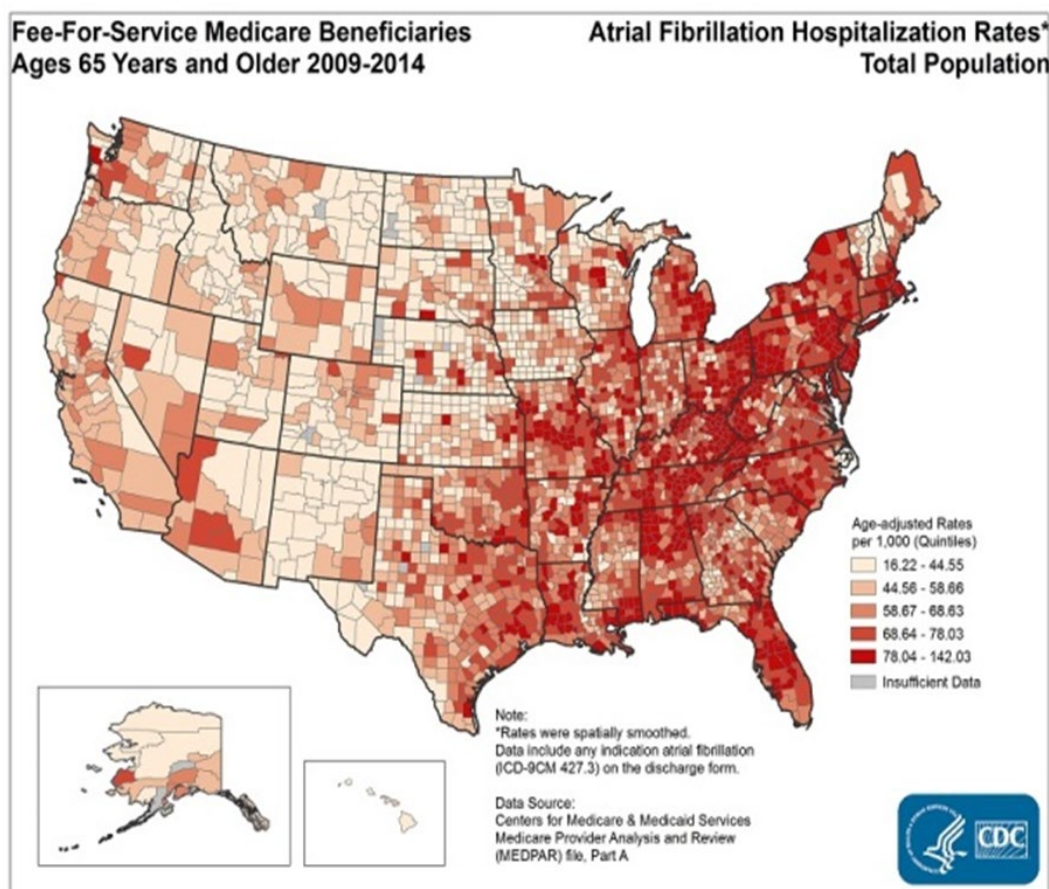 Fee-For-Service Medicare Beneficiaries
Ages 65 Years and Older 2009-2014
Atrial Fibrillation Hospitalization Rates*
Total Population
Age-adjusted Rates
per 1,000 (Quintiles)
16.22 - 44.55
44.56 - 58.66
58.67 - 68.63
68.64 - 78.03
78.04 - 142.03
Insufficient Data
Note:
*Rates were spatially smoothed.
Data include any indication atrial fibrillation
(ICD-9CM 427.3) on the discharge form.
Data Source:
Centers for Medicare & Medicaid Services
Medicare Provider Analysis and Review
(MEDPAR) file, Part A
CDC